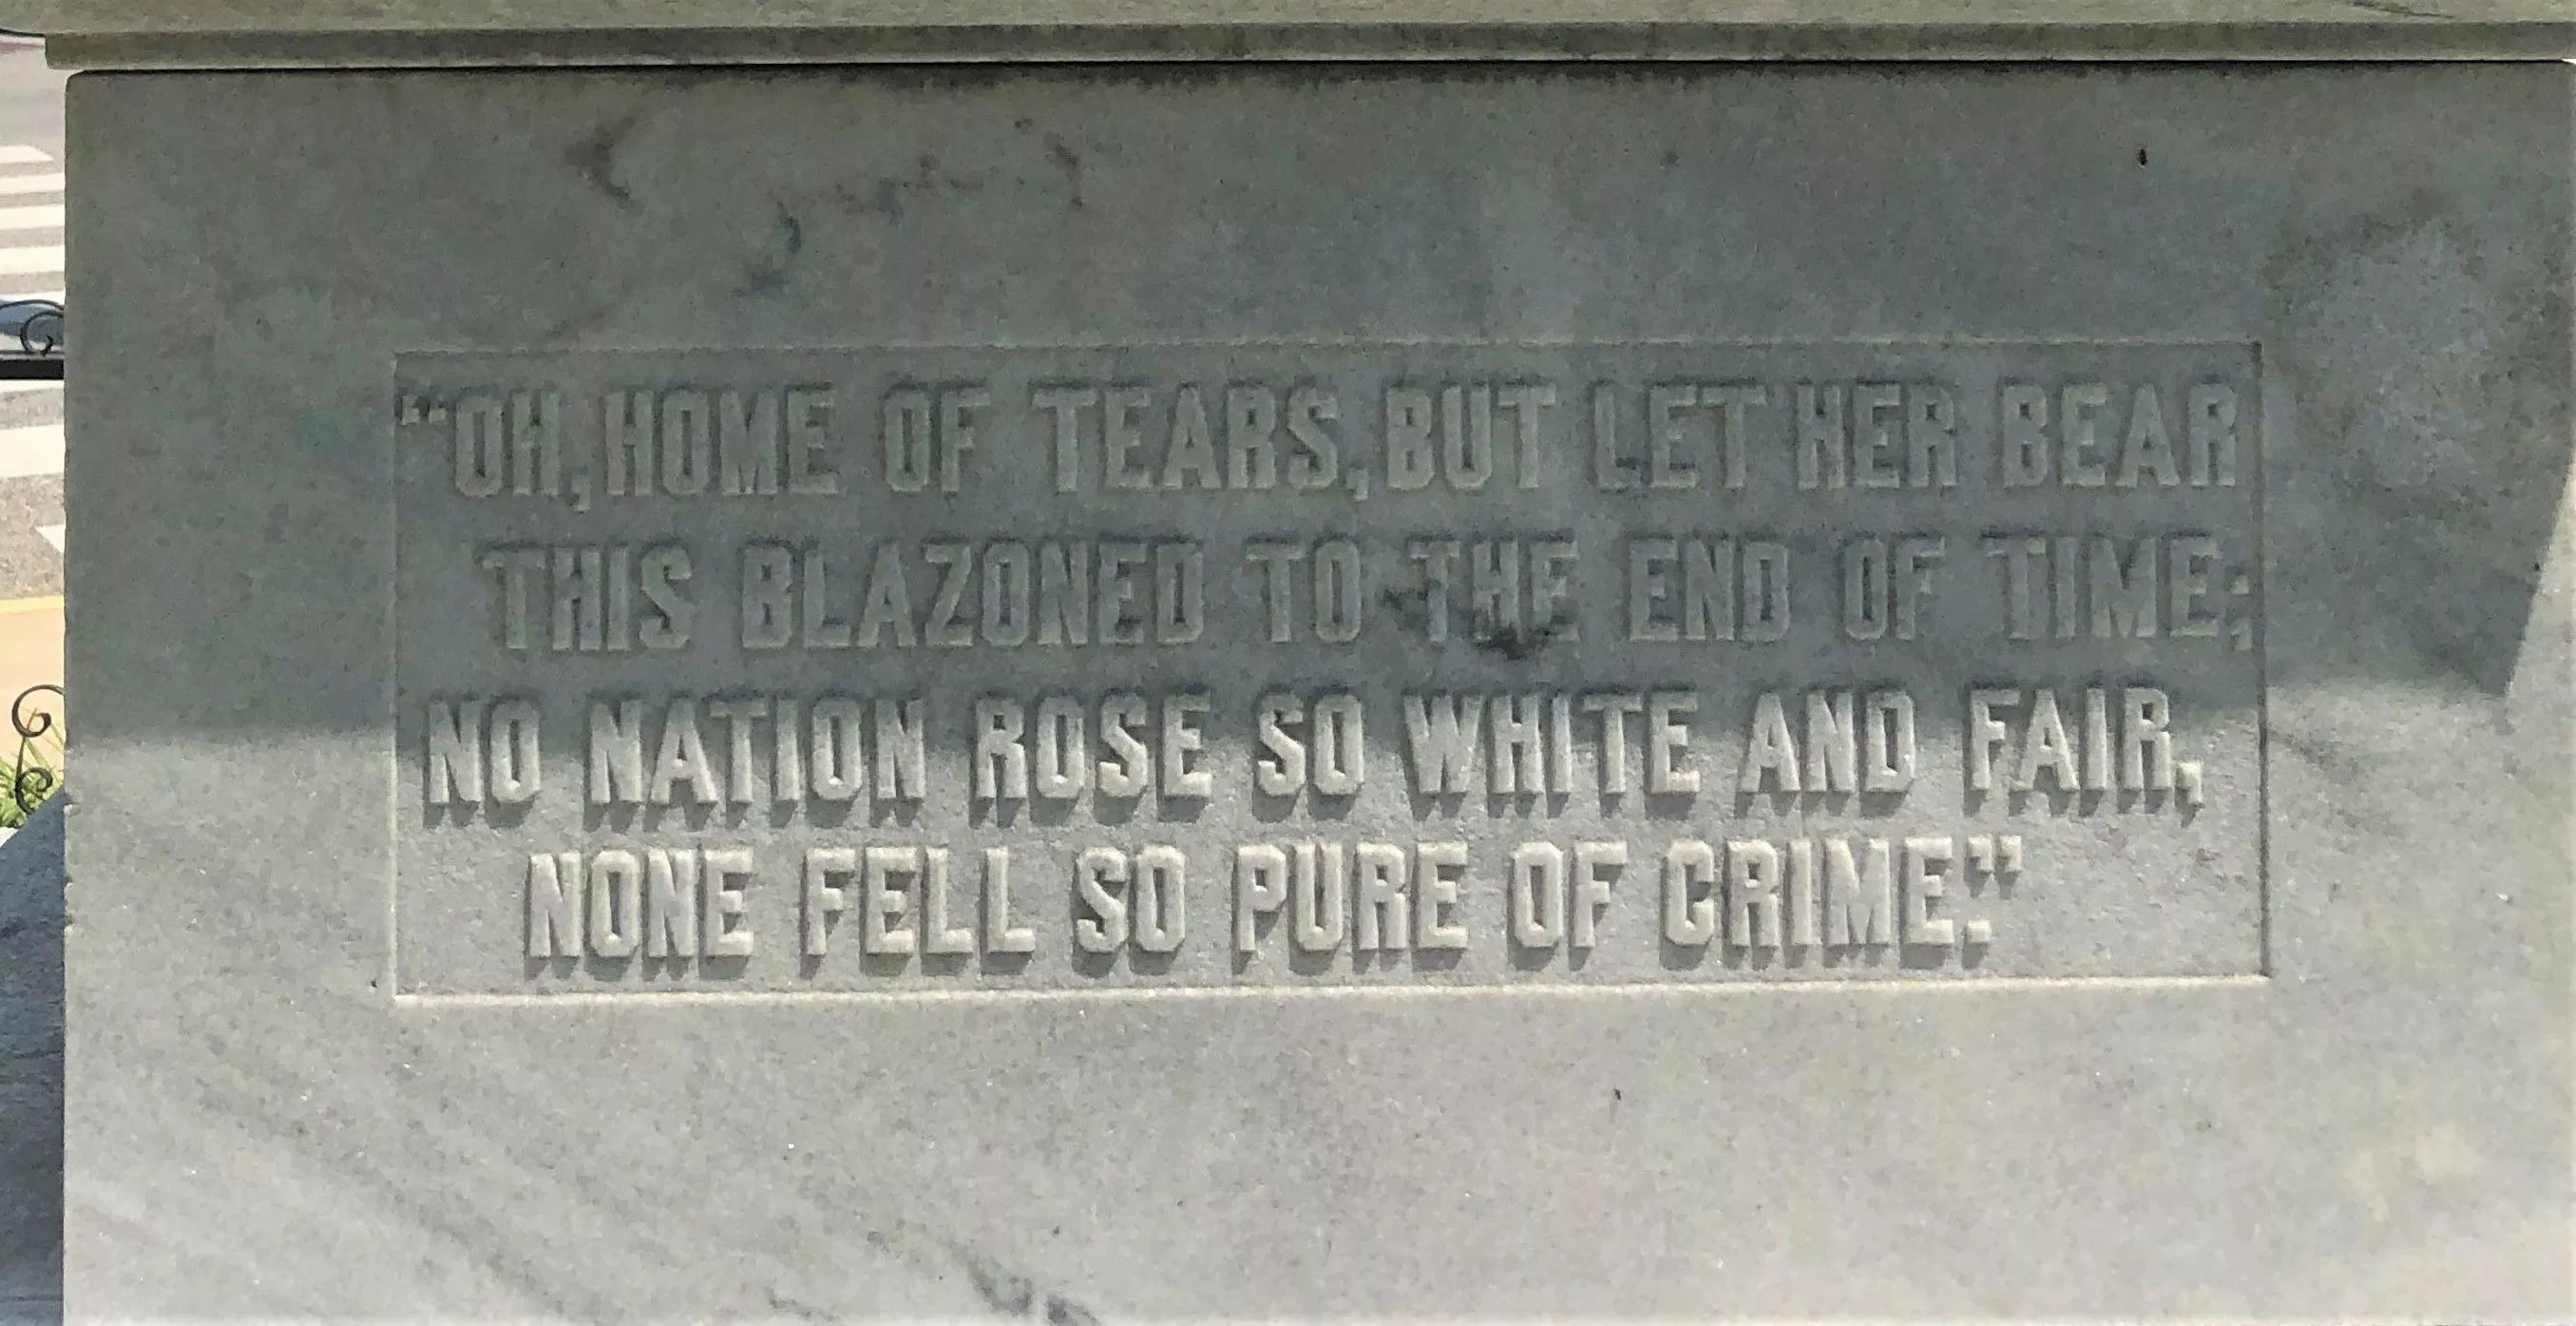 “OH, HOME OF TEARS, BUT LET HER BEAR
THIS BLAZONED TO THE END OF TIME;
NO NATION ROSE SO WHITE AND FAIR,
NONE FELL SO PURE OF CRIME.”